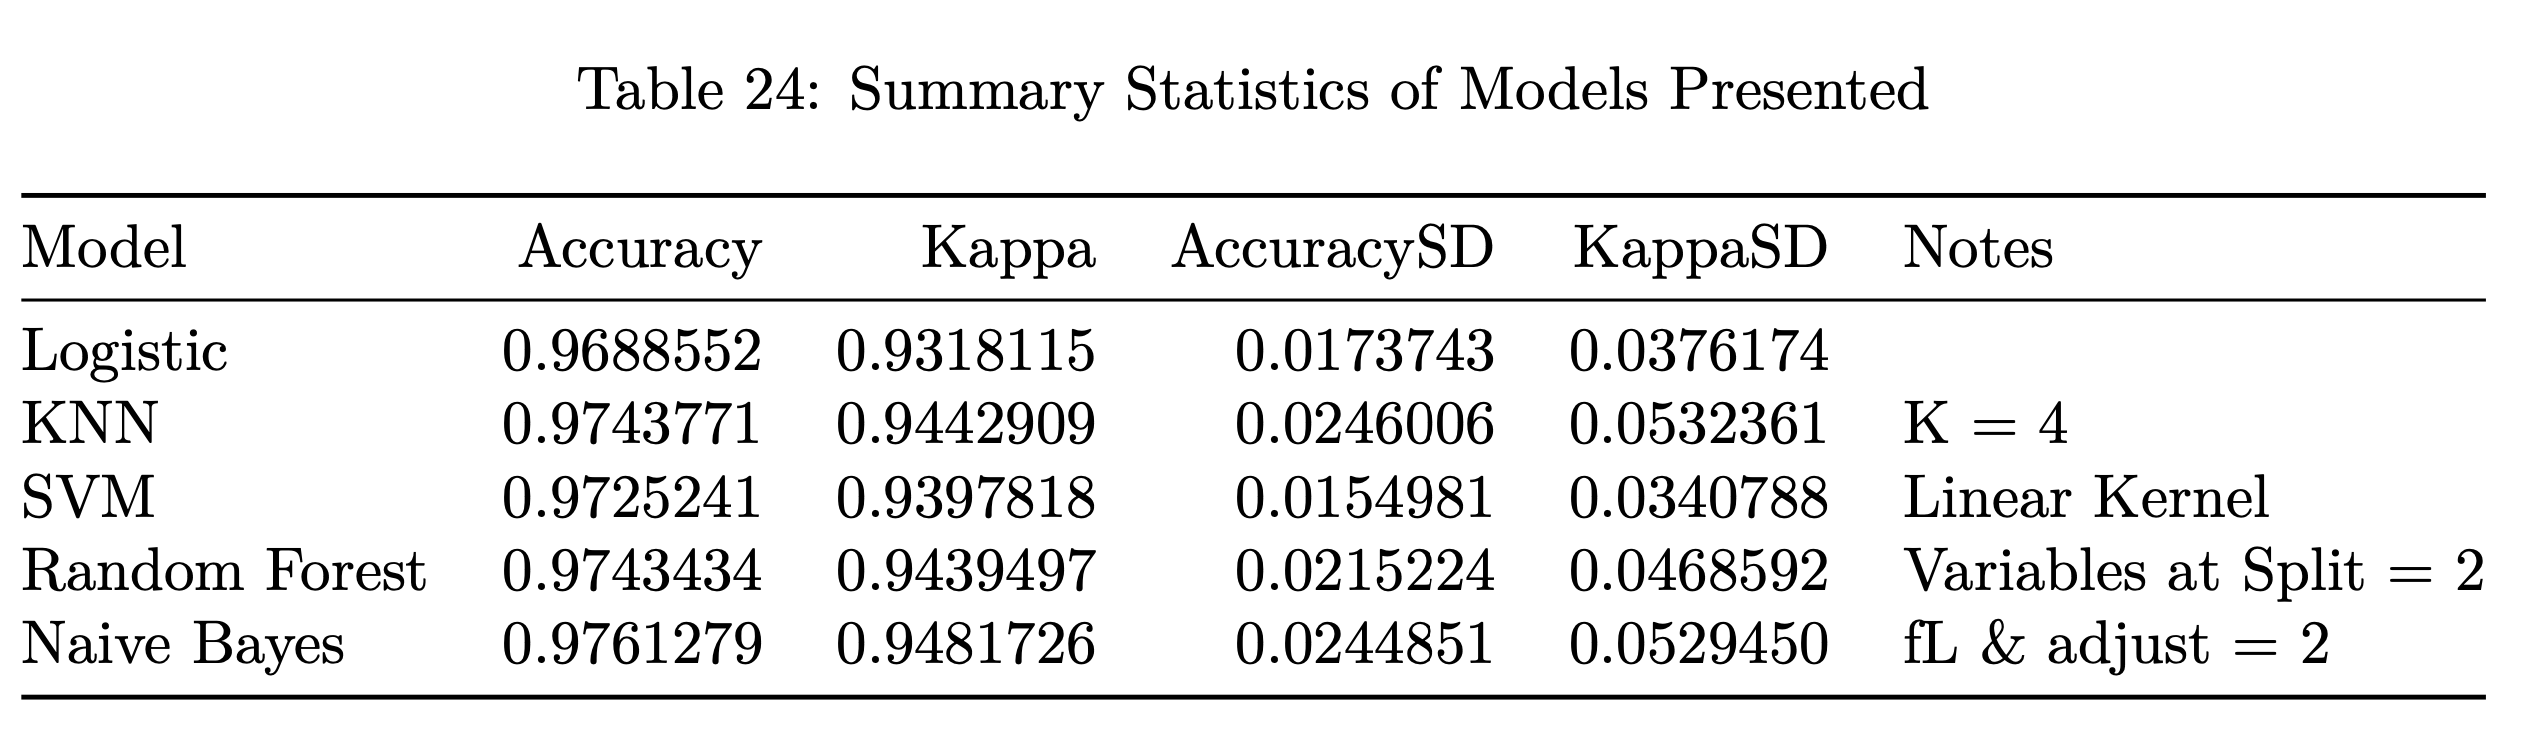 Table 24: Summary Statistics of Models Presented
Model Accuracy Kappa AccuracySD KappaSD Notes
Logistic 0.9688552 0.9318115 0.0173743 0.0376174
KNN 0.9743771 0.9442909 0.0246006 0.0532361 K = 4
SVM 0.9725241 0.9397818 0.0154981 0.0340788 Linear Kernel
Random Forest 0.9743434 0.9439497 0.0215224 0.0468592 Variables at Split = 2
Naive Bayes 0.9761279 0.9481726 0.0244851 0.0529450 fL & adjust = 2